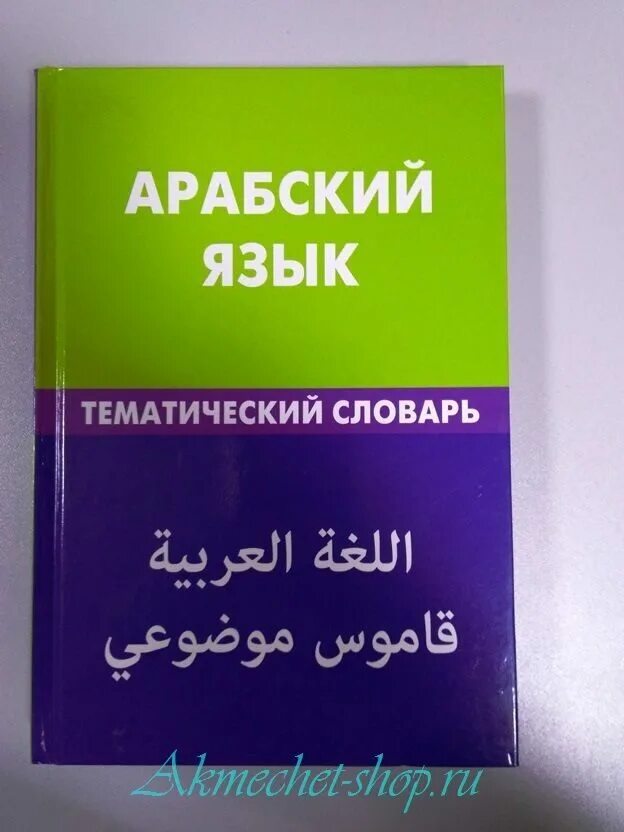 АРАБСКИЙ
ЯЗЫК
ТЕМАТИЧЕСКИЙ СЛОВАРЬ
اللغة العربية
قاموس موضوعي
Akmechet-shop.ru